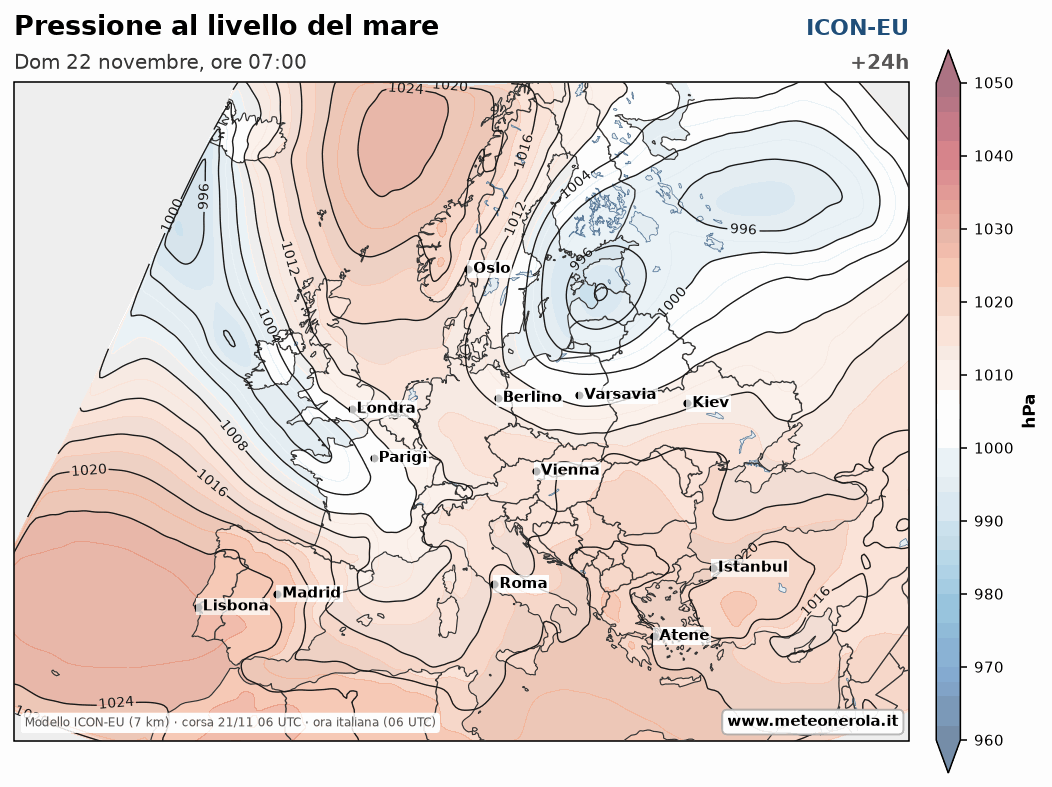 Pressione al livello del mare
ICON-EU
Dom 22 novembre, ore 07:00
+24h
1024
1020
1016
1004
1012
1000
996
996
996
1000
1012
1004
1008
1020
1016
1020
1016
1024
Oslo
Londra
Berlino
Varsavia
Kiev
Parigi
Vienna
Istanbul
Roma
Madrid
Lisbona
Atene
Modello ICON-EU (7 km) · corsa 21/11 06 UTC · ora italiana (06 UTC)
www.meteonerola.it
1050
1040
1030
1020
1010
1000
990
980
970
960
hPa